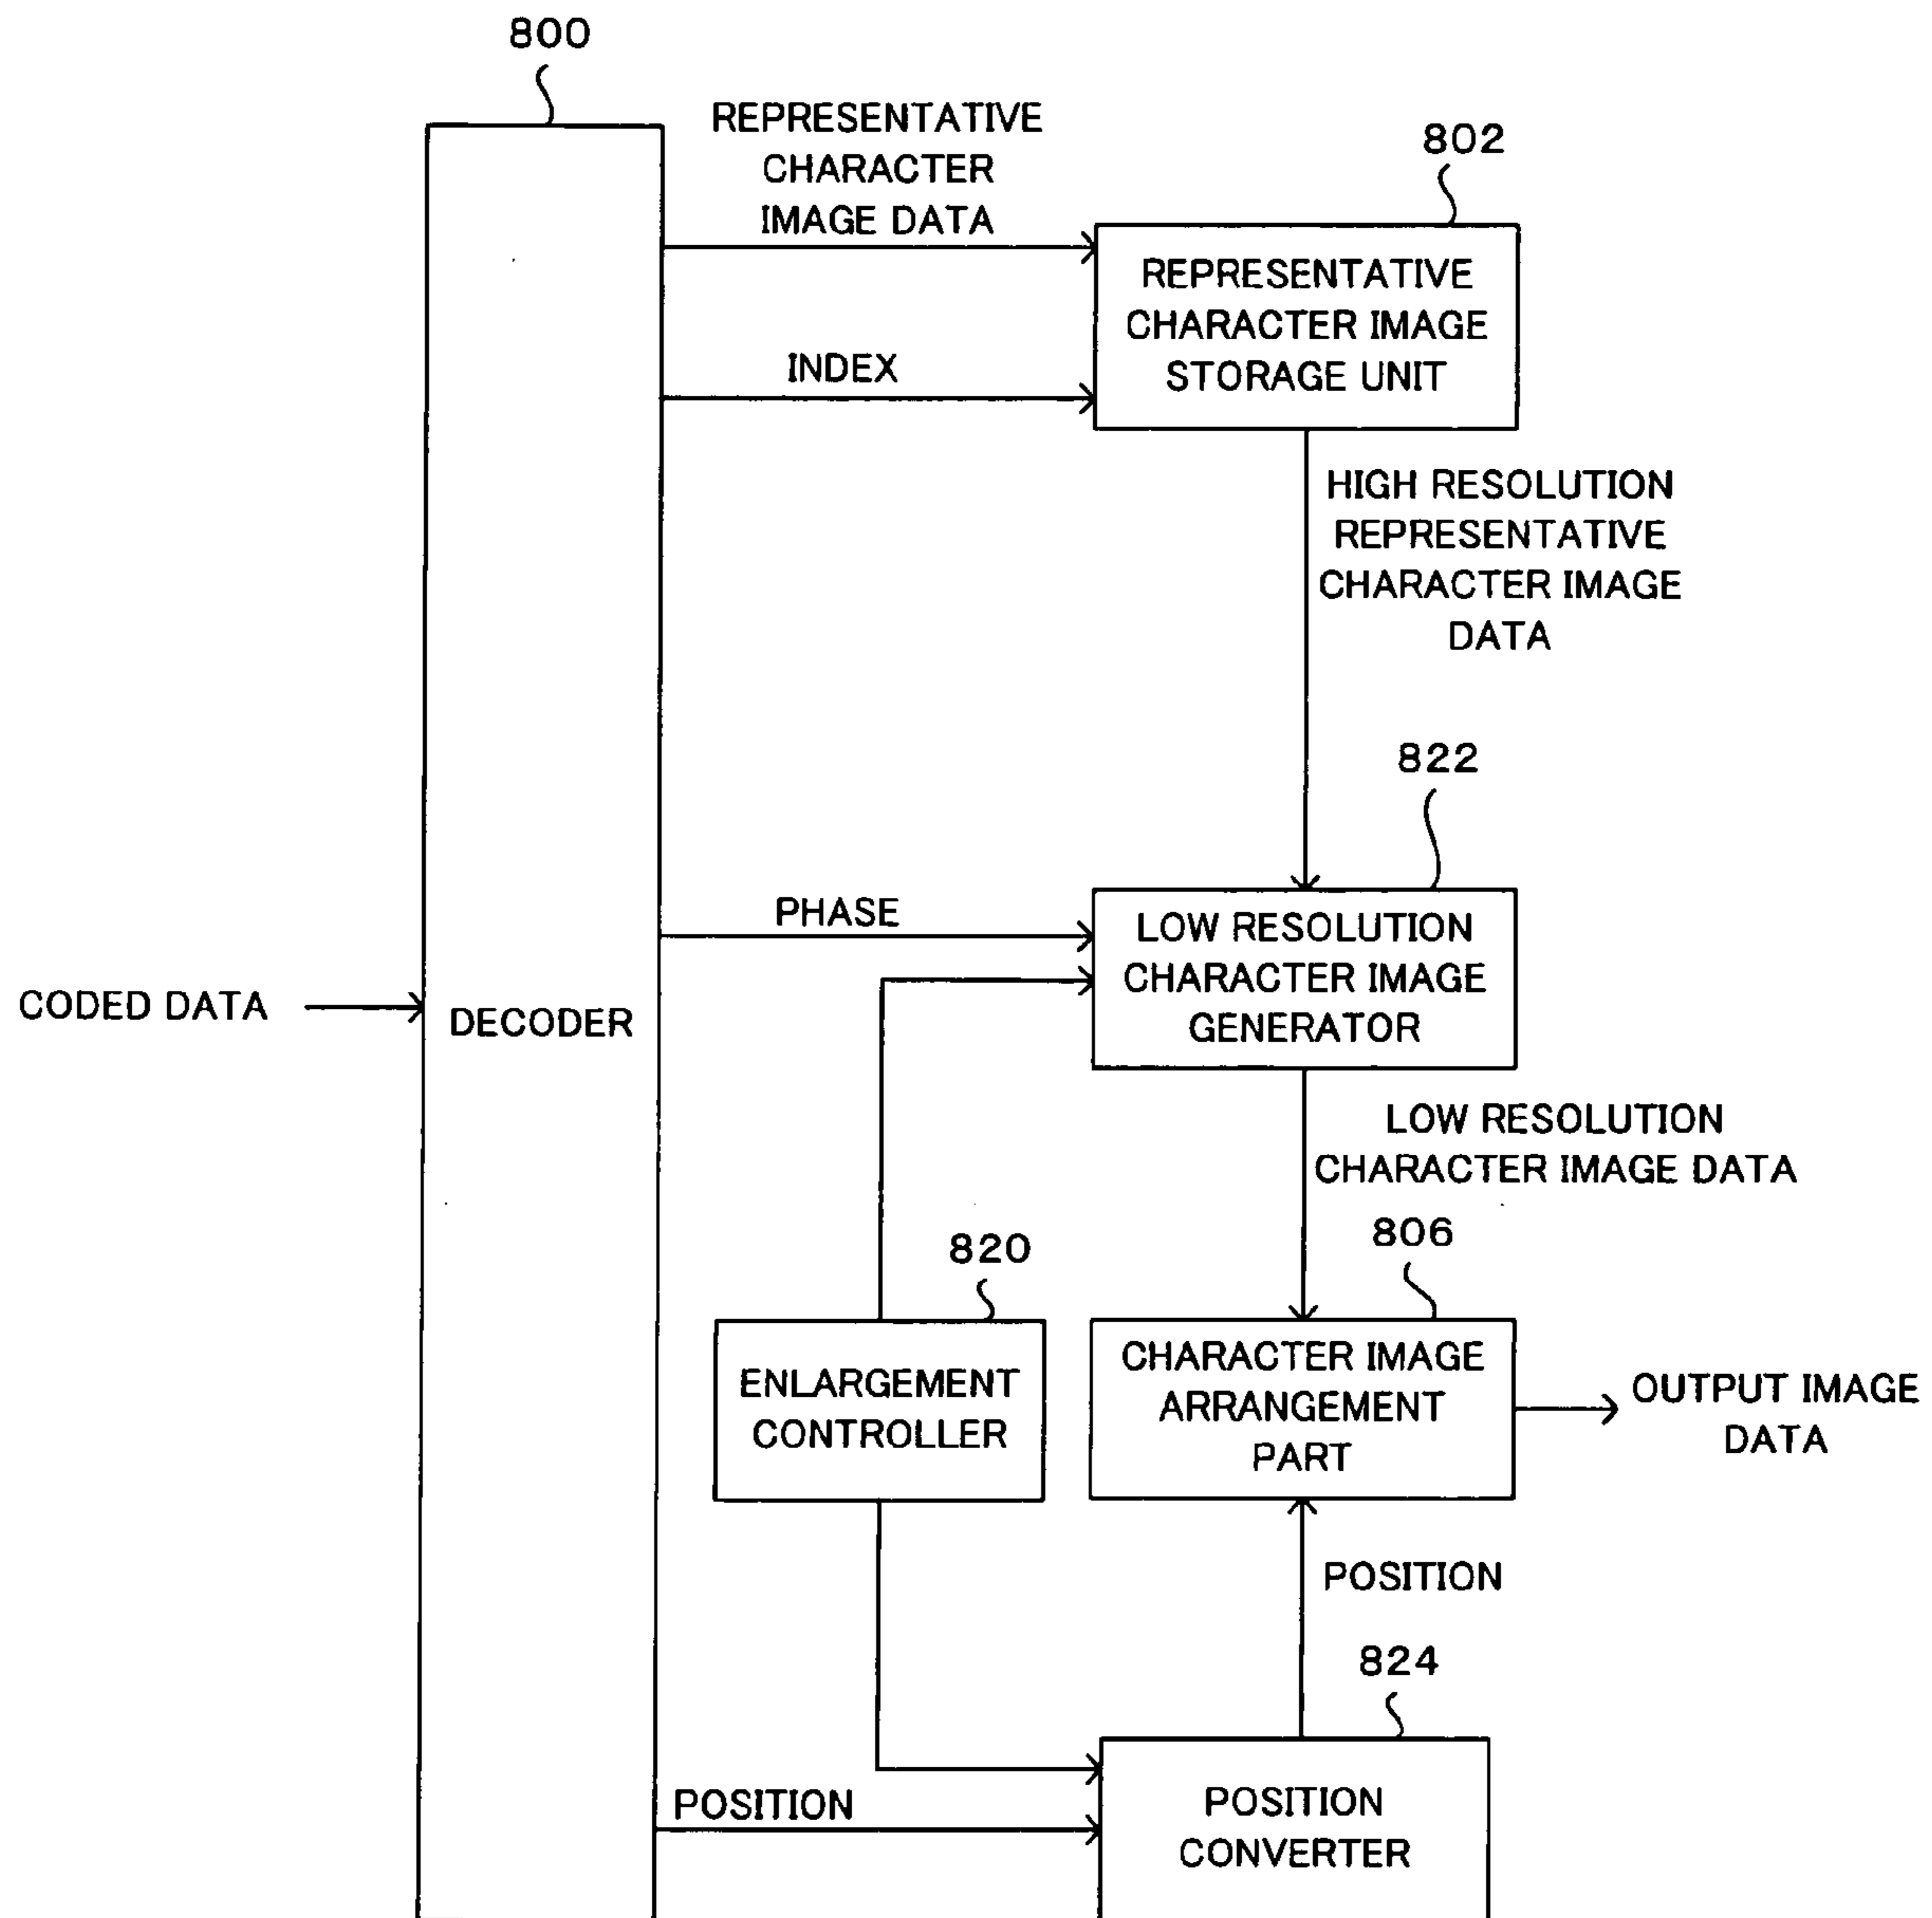 800
REPRESENTATIVE
CHARACTER
IMAGE DATA
802
REPRESENTATIVE
CHARACTER IMAGE
STORAGE UNIT
INDEX
HIGH RESOLUTION
REPRESENTATIVE
CHARACTER IMAGE
DATA
822
PHASE
LOW RESOLUTION
CHARACTER IMAGE
GENERATOR
CODED DATA
DECODER
LOW RESOLUTION
CHARACTER IMAGE DATA
820
806
ENLARGEMENT
CONTROLLER
CHARACTER IMAGE
ARRANGEMENT
PART
OUTPUT IMAGE
DATA
POSITION
824
POSITION
POSITION
CONVERTER